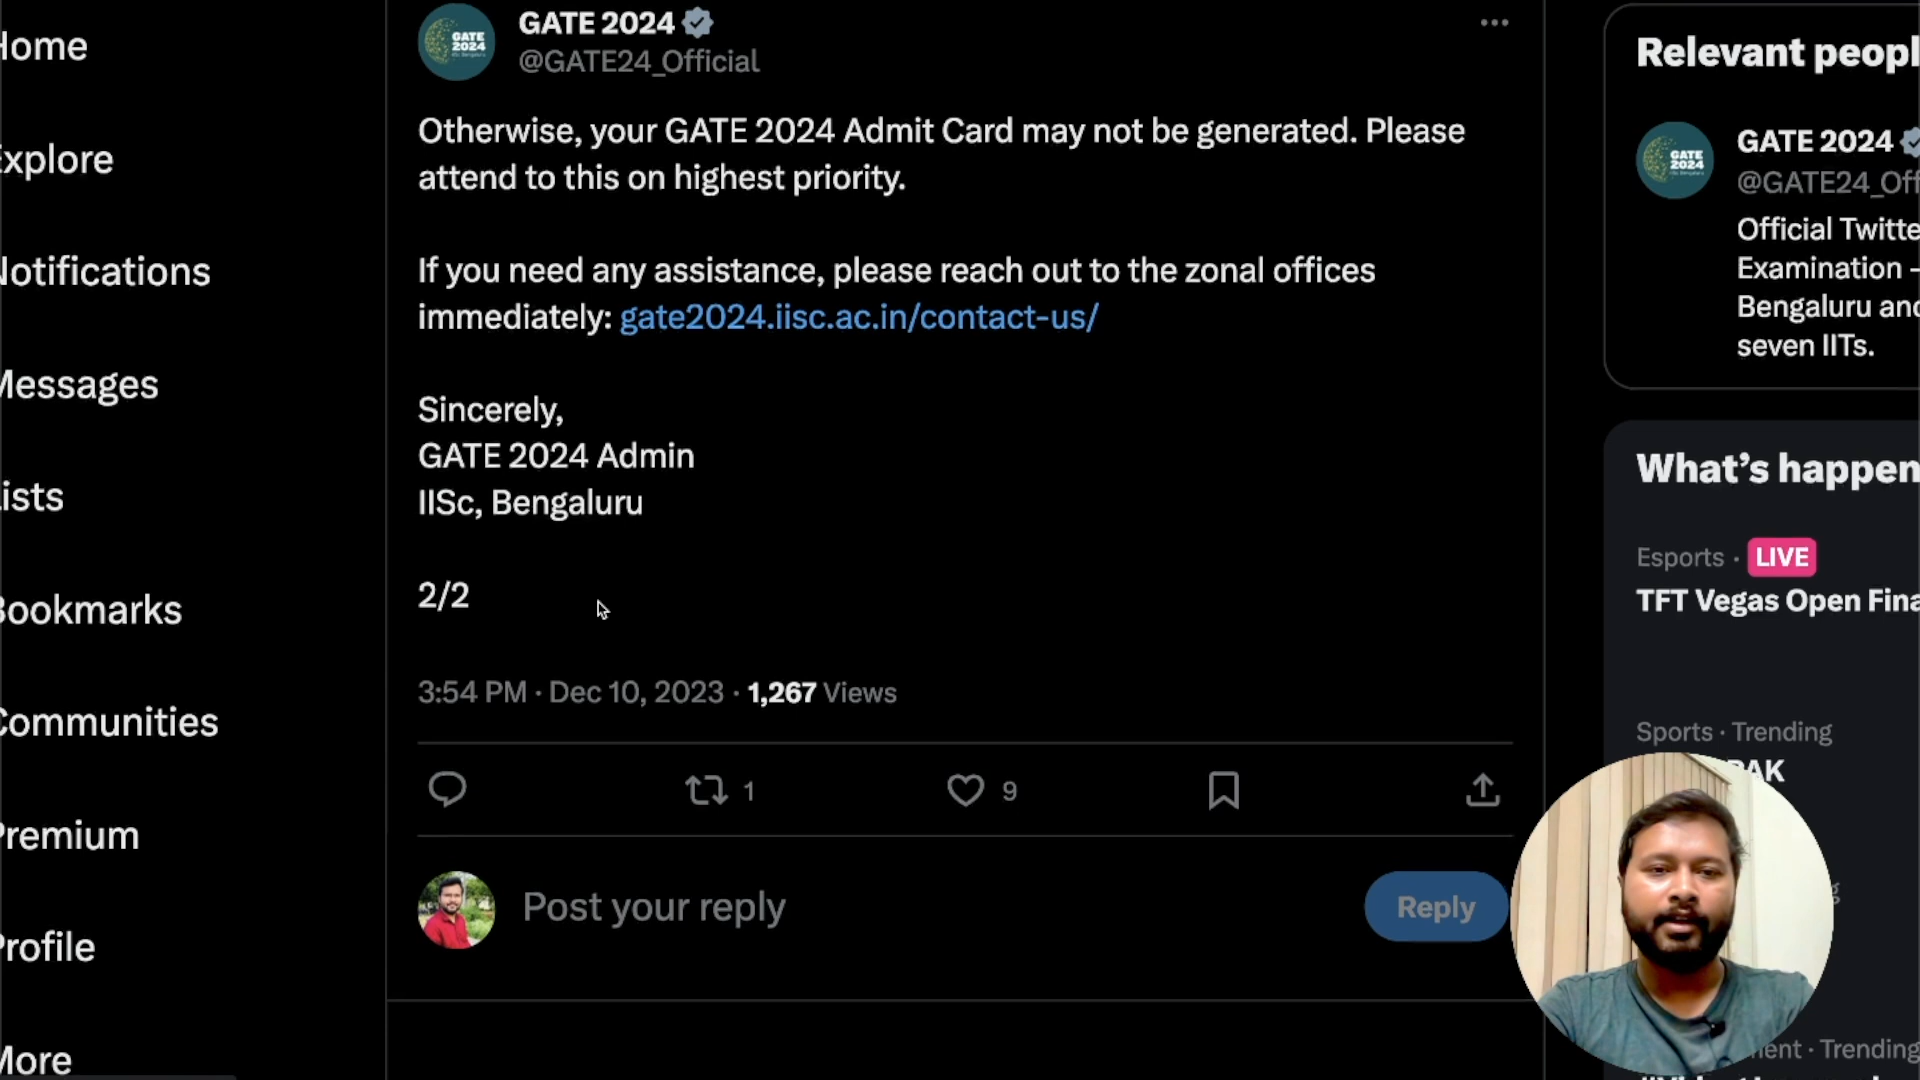 Home
Explore
Notifications
Messages
Lists
Bookmarks
Communities
Premium
Profile
More
GATE 2024
GATE 2024
@GATE24_Official
Otherwise, your GATE 2024 Admit Card may not be generated. Please
attend to this on highest priority.
If you need any assistance, please reach out to the zonal offices
immediately: gate2024.iisc.ac.in/contact-us/
Sincerely,
GATE 2024 Admin
IISc, Bengaluru
2/2
3:54 PM · Dec 10, 2023 · 1,267 Views
1
9
Post your reply
Reply
Relevant peopl
GATE 2024
GATE 2024
@GATE24_Off
Official Twitte
Examination -
Bengaluru and
seven IITs.
What's happen
Esports · LIVE
TFT Vegas Open Fina
Sports · Trending
PAK
Trending